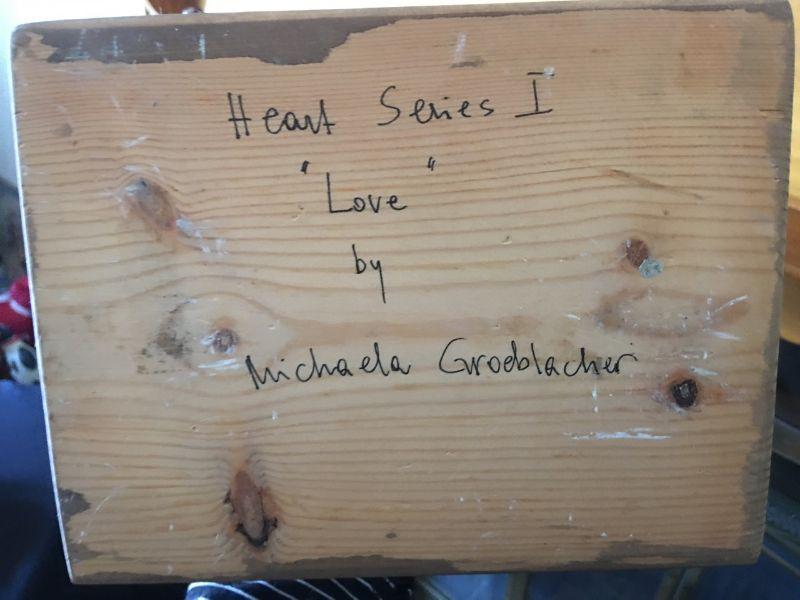 Heart Series I
"Love"
by
Michaela Groeblacher